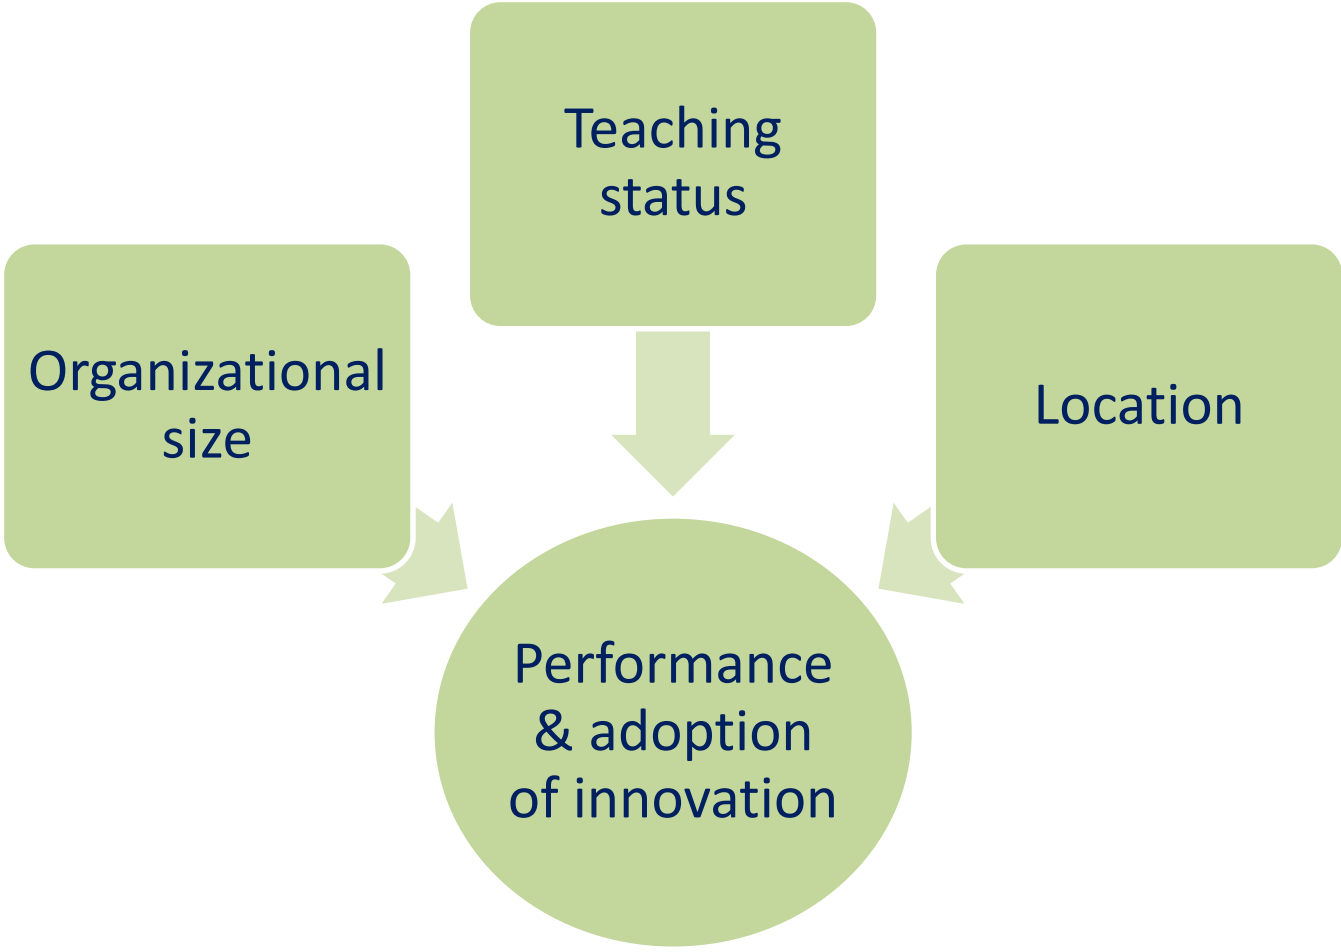 Teaching
status
Organizational
size
Location
Performance
& adoption
of innovation